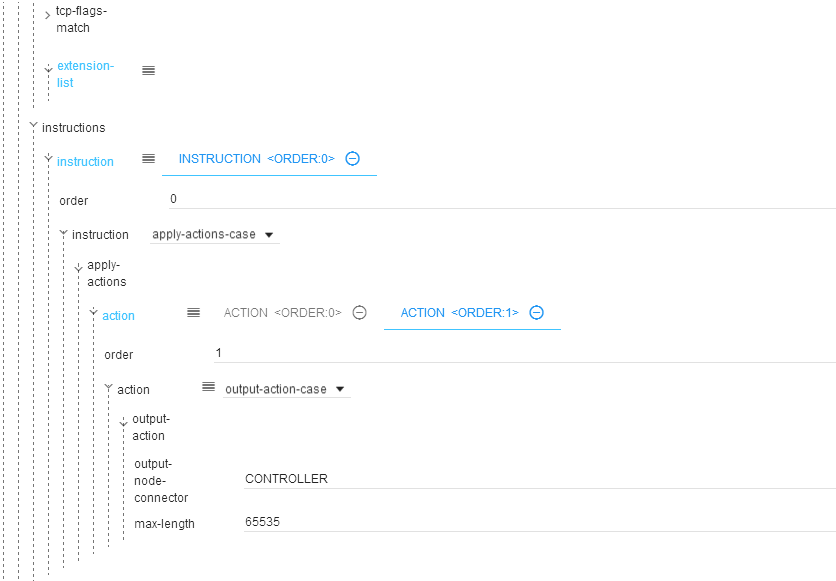 tcp-flags-
match
extension-
list
instructions
instruction INSTRUCTION <ORDER:0>
order 0
instruction apply-actions-case
apply-
actions
action ACTION <ORDER:0> ACTION <ORDER:1>
order 1
action output-action-case
output-
action
output-
node-
connector CONTROLLER
max-length 65535